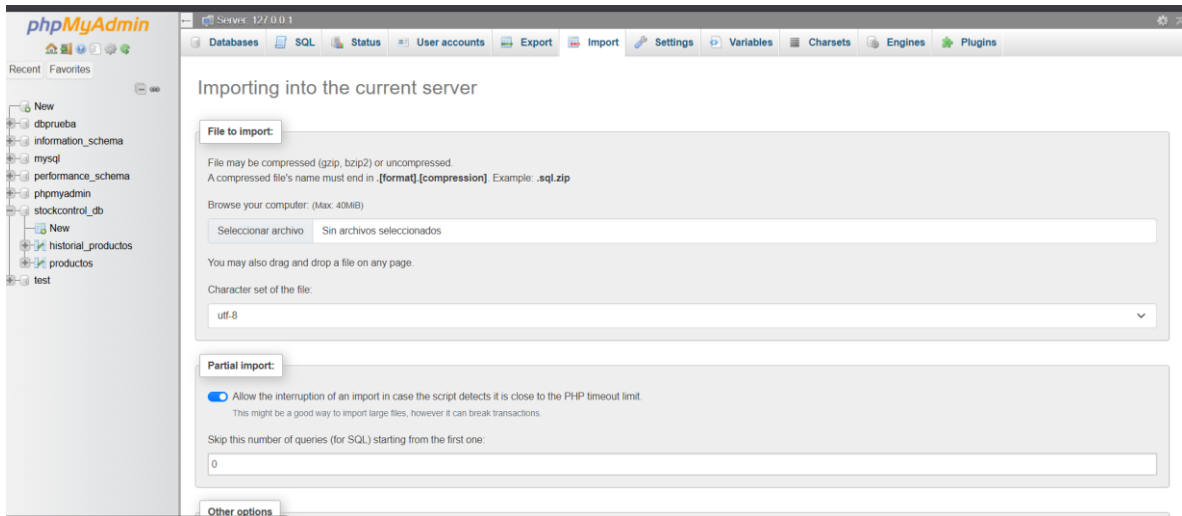 phpMyAdmin
Recent Favorites
New
dbprueba
information_schema
mysql
performance_schema
phpmyadmin
stockcontrol_db
New
historial_productos
productos
test
Server: 127.0.0.1
Databases SQL Status User accounts Export Import Settings Variables Charsets Engines Plugins
Importing into the current server
File to import:
File may be compressed (gzip, bzip2) or uncompressed.
A compressed file's name must end in .[format].[compression]. Example: .sql.zip
Browse your computer: (Max: 40MiB)
Seleccionar archivo Sin archivos seleccionados
You may also drag and drop a file on any page.
Character set of the file:
utf-8
Partial import:
Allow the interruption of an import in case the script detects it is close to the PHP timeout limit.
This might be a good way to import large files, however it can break transactions.
Skip this number of queries (for SQL) starting from the first one:
0
Other options